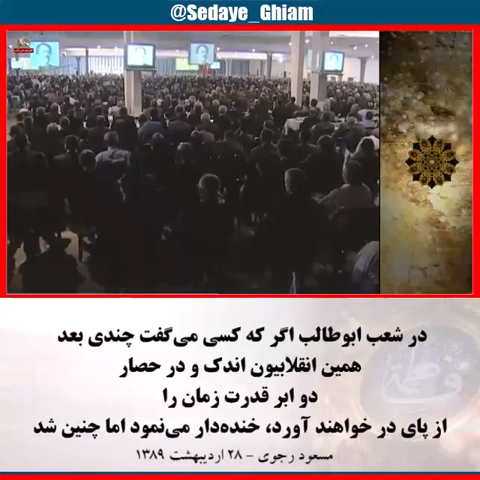 @Sedaye_Ghiam
در شعب ابوطالب اگر که کسی می‌گفت چندی بعد
همین انقلابیون اندک و در حصار
دو ابر قدرت زمان را
از پای در خواهند آورد، خنده‌دار می‌نمود اما چنین شد
مسعود رجوی - ۲۸ اردیبهشت ۱۳۸۹